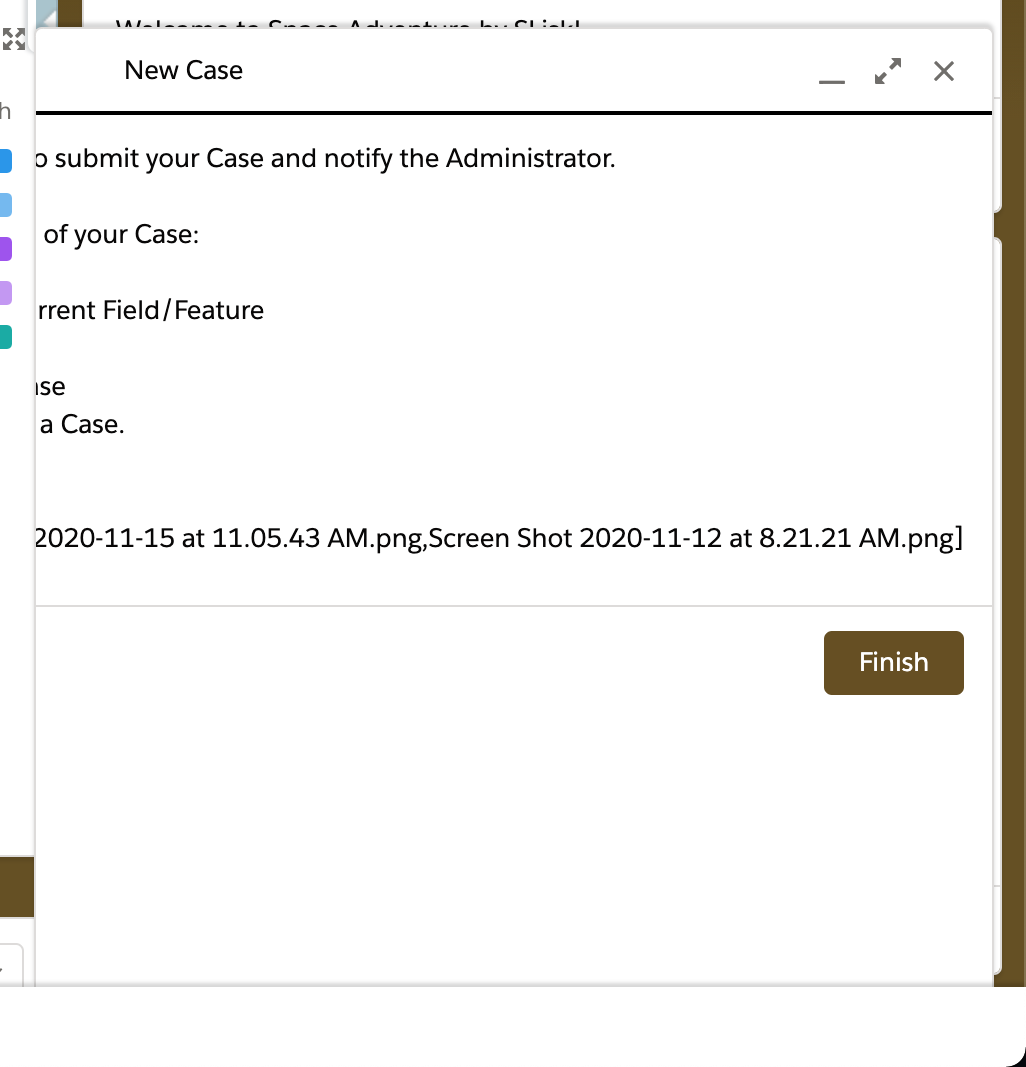 Welcome to Space Adventure by
New Case
h
o submit your Case and notify the Administrator.
of your Case:
rrent Field/Feature
ase
a Case.
2020-11-15 at 11.05.43 AM.png,Screen Shot 2020-11-12 at 8.21.21 AM.png]
Finish